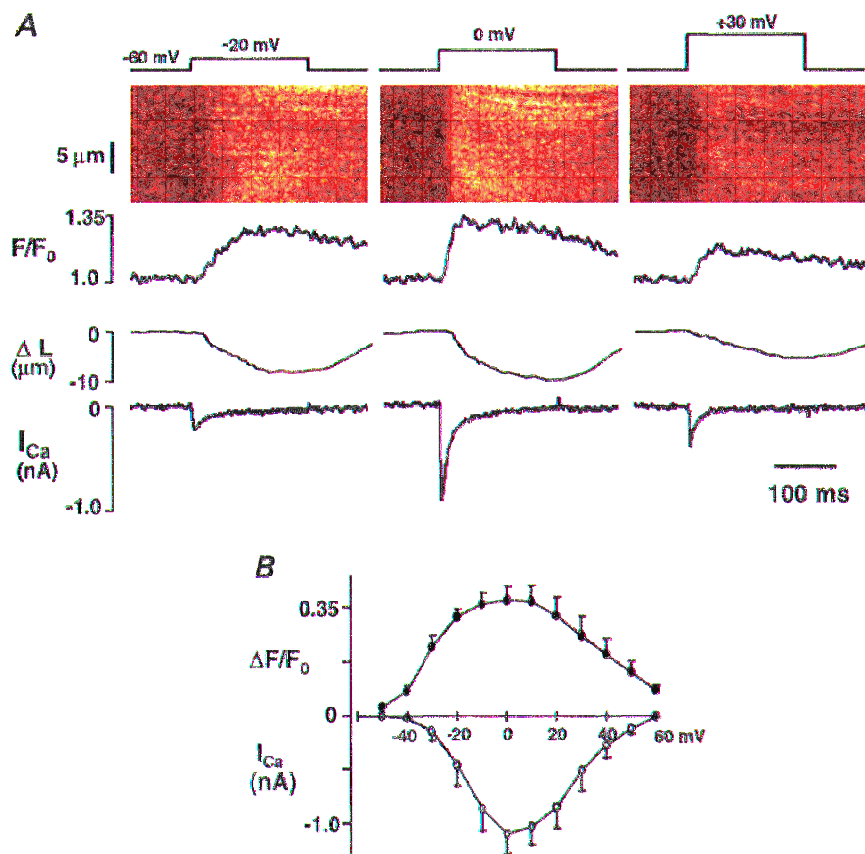 A
-60 mV
-20 mV
0 mV
+30 mV
5 μm
1.35
F/F0
1.0
0
Δ L
(μm)
-10
0
ICa
(nA)
-1.0
100 ms
B
0.35
ΔF/F0
0
-40 -20 0 20 40 60 mV
ICa
(nA)
-1.0